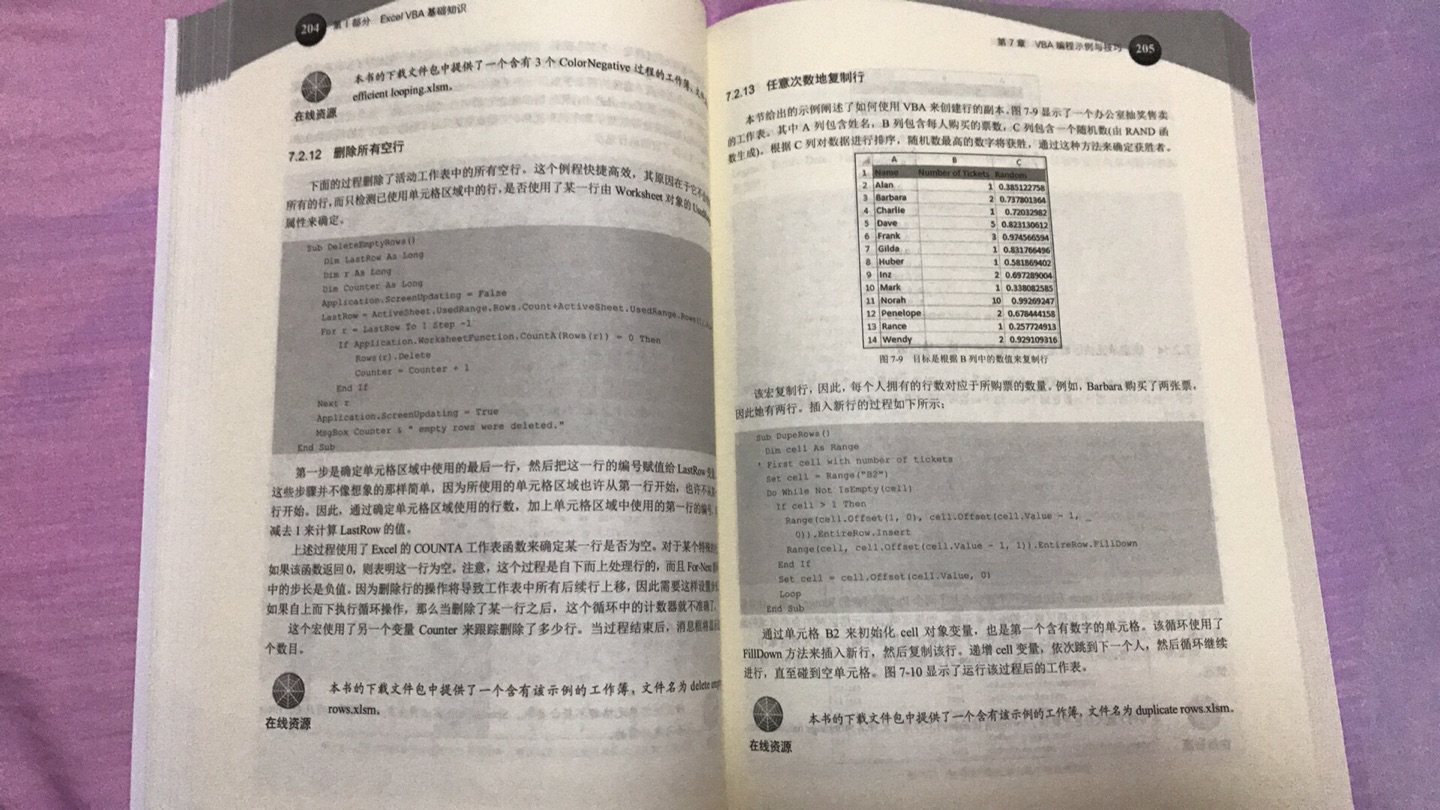 204 第 I 部分 Excel VBA 基础知识
本书的下载文件包中提供了一个含有 3 个 ColorNegative 过程的工作簿,
efficient looping.xlsm。
在线资源
7.2.12 删除所有空行
下面的过程删除了活动工作表中的所有空行。这个例程快捷高效,其原因在于它不
所有的行,而只检测已使用单元格区域中的行,是否使用了某一行由 Worksheet 对象的
属性来确定。
Sub DeleteEmptyRows()
Dim LastRow As Long
Dim r As Long
Dim Counter As Long
Application.ScreenUpdating = False
LastRow = ActiveSheet.UsedRange.Rows.Count+ActiveSheet.UsedRange.Rows
For r = LastRow To 1 Step -1
If Application.WorksheetFunction.CountA(Rows(r)) = 0 Then
Rows(r).Delete
Counter = Counter + 1
End If
Next r
Application.ScreenUpdating = True
MsgBox Counter & " empty rows were deleted."
End Sub
第一步是确定单元格区域中使用的最后一行,然后把这一行的编号赋值给 LastRow
这些步骤并不像想象的那样简单,因为所使用的单元格区域也许从第一行开始,也许不
行开始。因此,通过确定单元格区域使用的行数,加上单元格区域中使用的第一行的编号,
减去 1 来计算 LastRow 的值。
上述过程使用了 Excel 的 COUNTA 工作表函数来确定某一行是否为空。对于某个特
如果该函数返回 0,则表明这一行为空。注意,这个过程是自下而上处理行的,而且 For-Next
中的步长是负值。因为删除行的操作将导致工作表中所有后续行上移,因此需要这样设置
如果自上而下执行循环操作,那么当删除了某一行之后,这个循环中的计数器就不准确了。
这个宏使用了另一个变量 Counter 来跟踪删除了多少行。当过程结束后,消息框将
个数目。
本书的下载文件包中提供了一个含有该示例的工作簿,文件名为 delete
rows.xlsm。
在线资源
第 7 章 VBA 编程示例与技巧 205
7.2.13 任意次数地复制行
本节给出的示例阐述了如何使用 VBA 来创建行的副本。图 7-9 显示了一个办公室抽奖售卖
的工作表。其中 A 列包含姓名,B 列包含每人购买的票数,C 列包含一个随机数(由 RAND 函
数生成)。根据 C 列对数据进行排序,随机数最高的数字将获胜,通过这种方法来确定获胜者。
A B C
1 Name Number of Tickets Random
2 Alan 1 0.385122758
3 Barbara 2 0.737801364
4 Charlie 1 0.72032982
5 Dave 5 0.823130612
6 Frank 3 0.974566594
7 Gilda 1 0.831766496
8 Huber 1 0.581869402
9 Inz 2 0.697289004
10 Mark 1 0.338082585
11 Norah 10 0.99269247
12 Penelope 2 0.678444158
13 Rance 1 0.257724913
14 Wendy 2 0.929109316
图 7-9 目标是根据 B 列中的数值来复制行
该宏复制行,因此,每个人拥有的行数对应于所购票的数量。例如,Barbara 购买了两张票,
因此她有两行。插入新行的过程如下所示:
Sub DupeRows()
Dim cell As Range
' First cell with number of tickets
Set cell = Range("B2")
Do While Not IsEmpty(cell)
If cell > 1 Then
Range(cell.Offset(1, 0), cell.Offset(cell.Value - 1, _
0)).EntireRow.Insert
Range(cell, cell.Offset(cell.Value - 1, 1)).EntireRow.FillDown
End If
Set cell = cell.Offset(cell.Value, 0)
Loop
End Sub
通过单元格 B2 来初始化 cell 对象变量,也是第一个含有数字的单元格。该循环使用了
FillDown 方法来插入新行,然后复制该行。递增 cell 变量,依次跳到下一个人,然后循环继续
进行,直至碰到空单元格。图 7-10 显示了运行该过程后的工作表。
本书的下载文件包中提供了一个含有该示例的工作簿,文件名为 duplicate rows.xlsm。
在线资源